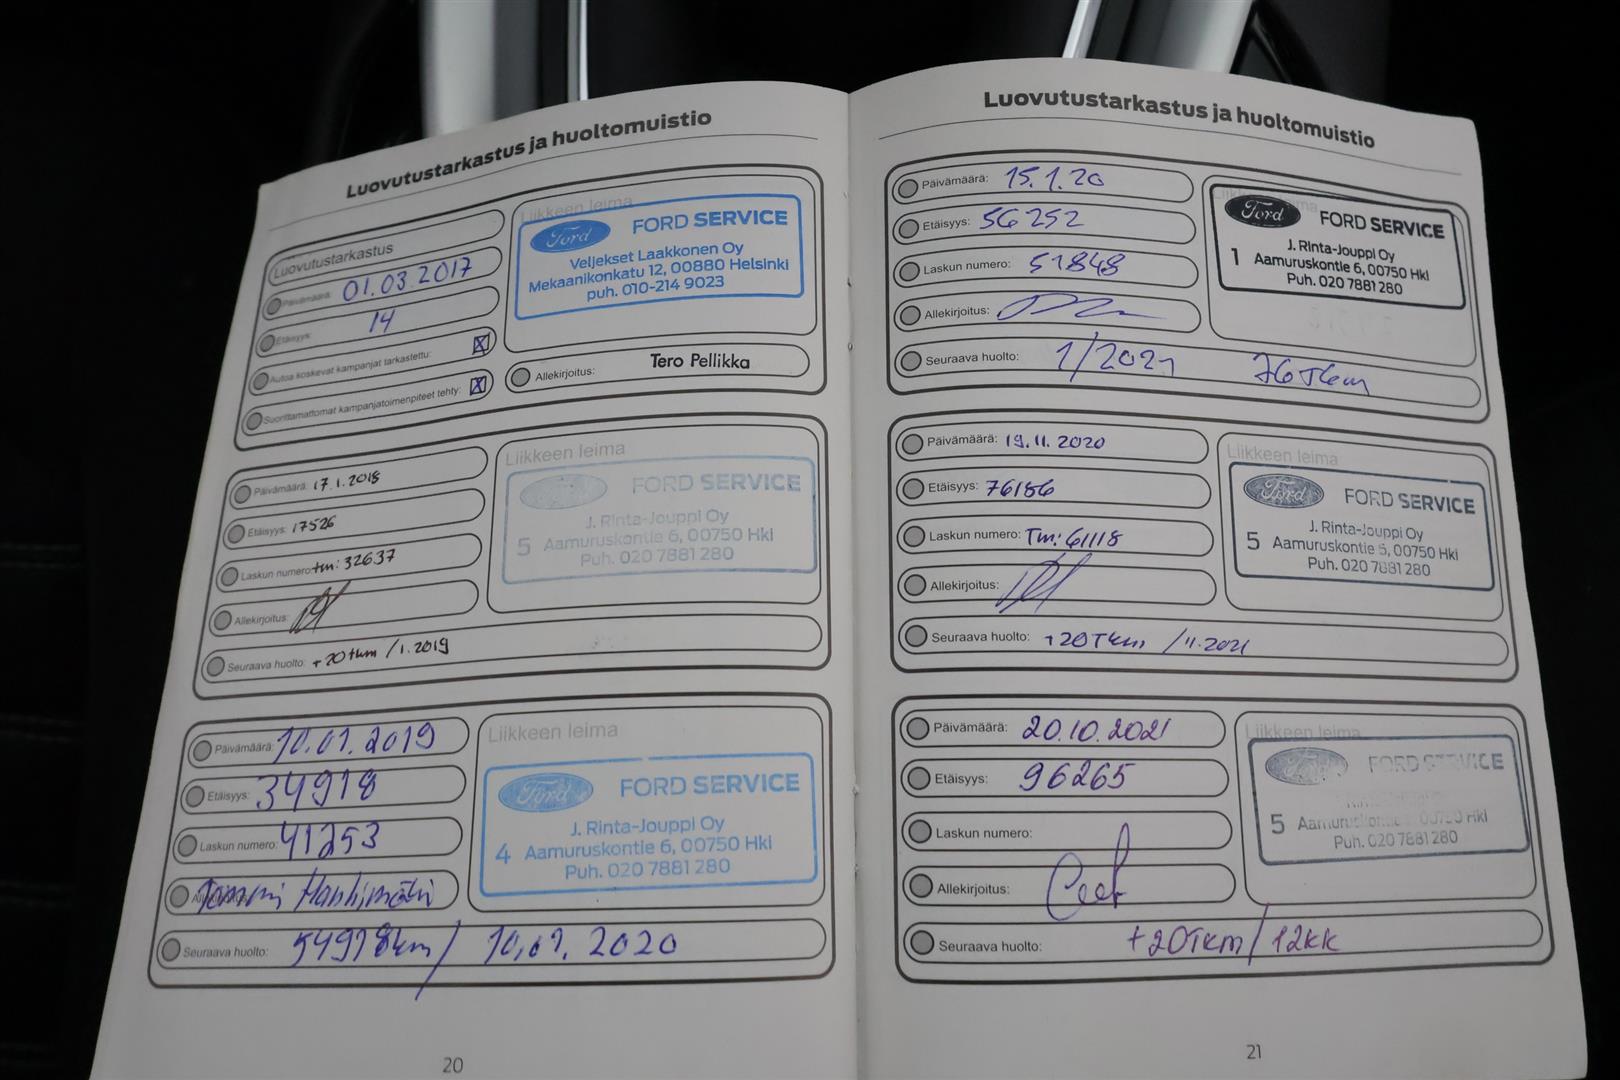 Luovutustarkastus ja huoltomuistio
Luovutustarkastus
Päivämäärä: 01.03.2017
Etäisyys: 14
Autoa koskevat kampanjat tarkastettu: X
Suorittamattomat kampanjatoimenpiteet tehty: X
Liikkeen leima
Ford FORD SERVICE
Veljekset Laakkonen Oy
Mekaanikonkatu 12, 00880 Helsinki
puh. 010-214 9023
Allekirjoitus: Tero Pellikka
Päivämäärä: 17.1.2018
Etäisyys: 17526
Laskun numero: tm: 32637
Allekirjoitus:
Seuraava huolto: +20tkm /1.2019
Liikkeen leima
FORD SERVICE
J. Rinta-Jouppi Oy
5 Aamuruskontie 6, 00750 Hki
Puh. 020 7881 280
Päivämäärä: 10.01.2019
Etäisyys: 34918
Laskun numero: 41253
Seuraava huolto: 54918km/ 10.01.2020
Liikkeen leima
Ford FORD SERVICE
J. Rinta-Jouppi Oy
4 Aamuruskontie 6, 00750 Hki
Puh. 020 7881 280
20
Luovutustarkastus ja huoltomuistio
Päivämäärä: 15.1.20
Etäisyys: 56252
Laskun numero: 51848
Allekirjoitus:
Seuraava huolto: 1/2021 76Tkm
Ford FORD SERVICE
J. Rinta-Jouppi Oy
1 Aamuruskontie 6, 00750 Hki
Puh. 020 7881 280
Päivämäärä: 19.11.2020
Etäisyys: 76186
Laskun numero: Tm: 61118
Allekirjoitus:
Seuraava huolto: +20Tkm /11.2021
Liikkeen leima
Ford FORD SERVICE
J. Rinta-Jouppi Oy
5 Aamuruskontie 6, 00750 Hki
Puh. 020 7881 280
Päivämäärä: 20.10.2021
Etäisyys: 96265
Laskun numero:
Allekirjoitus:
Seuraava huolto: +20Tkm/12kk
Liikkeen leima
Ford FORD SERVICE
5 Aamuruskontie 6, 00750 Hki
Puh. 020 7881 280
21